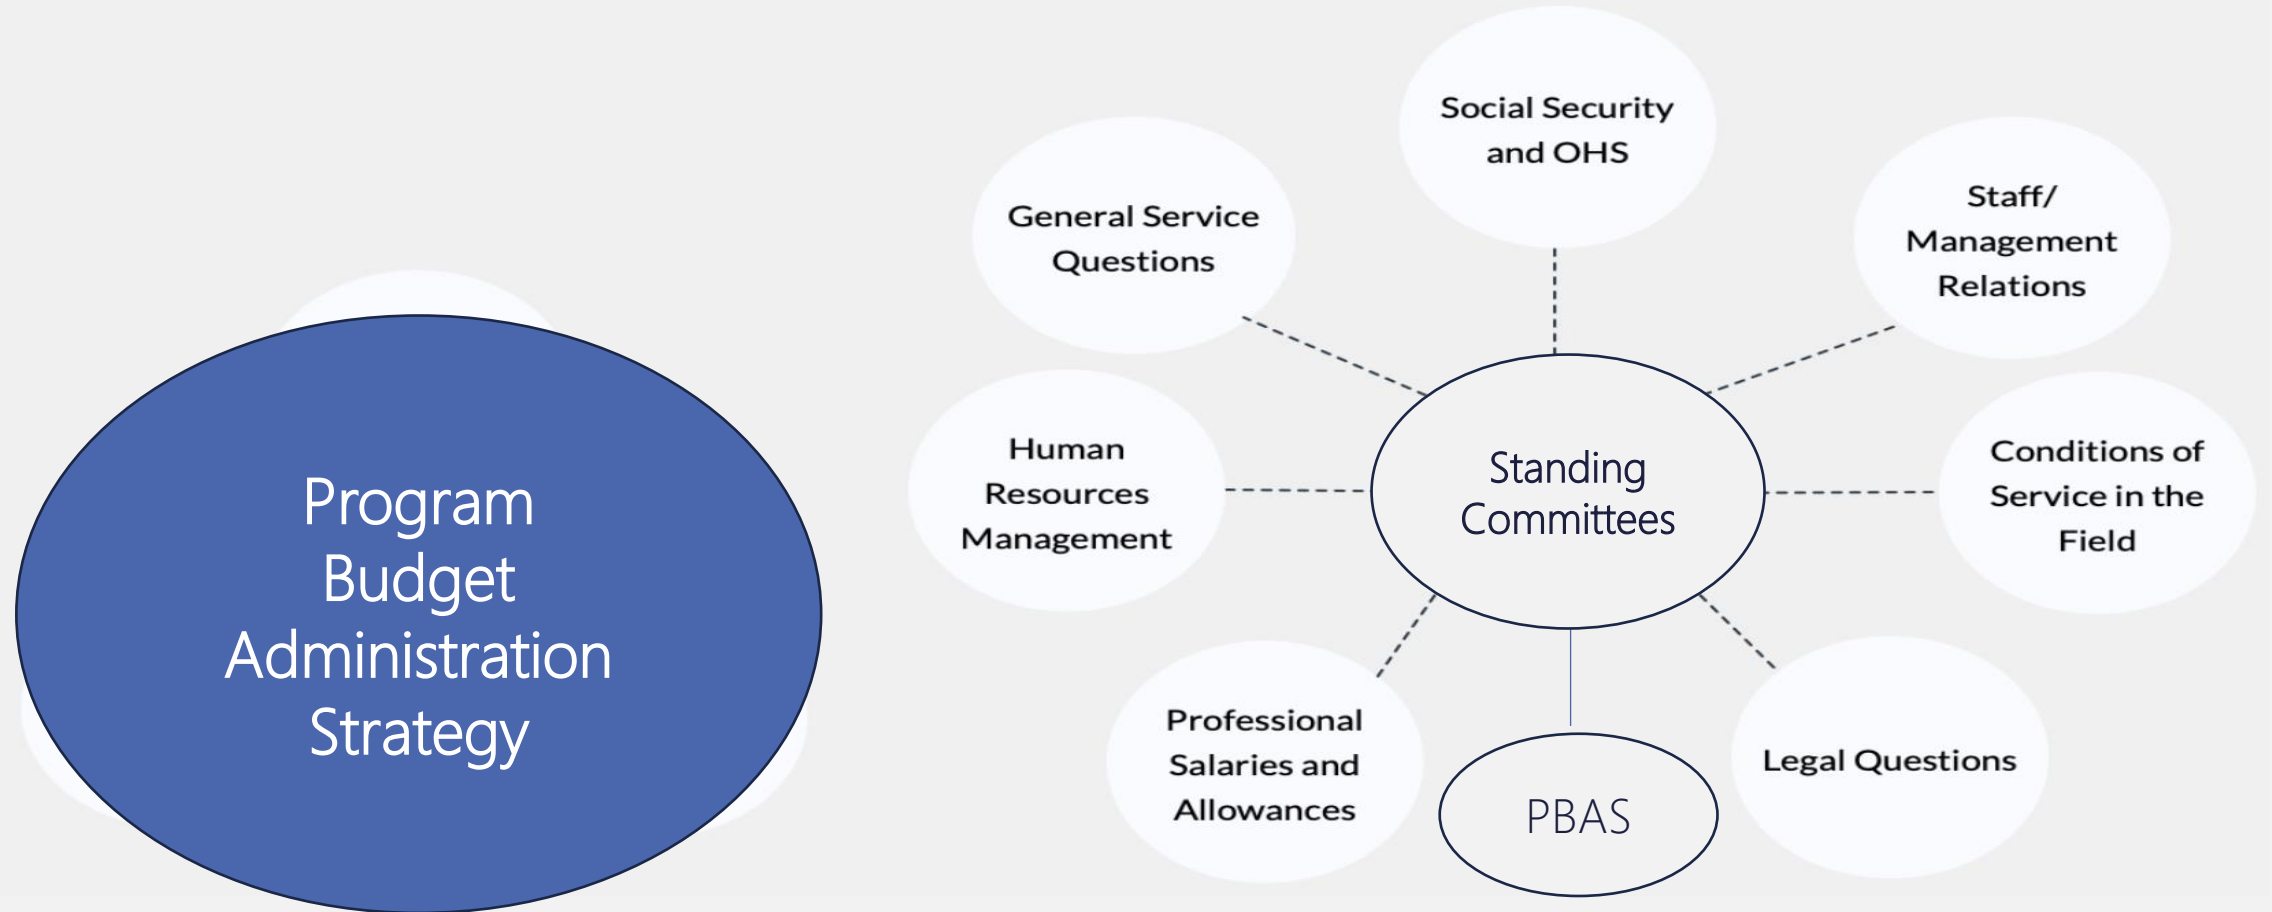 Program
Budget
Administration
Strategy
Social Security
and OHS
General Service
Questions
Staff/
Management
Relations
Human
Resources
Management
Standing
Committees
Conditions of
Service in the
Field
Professional
Salaries and
Allowances
PBAS
Legal Questions